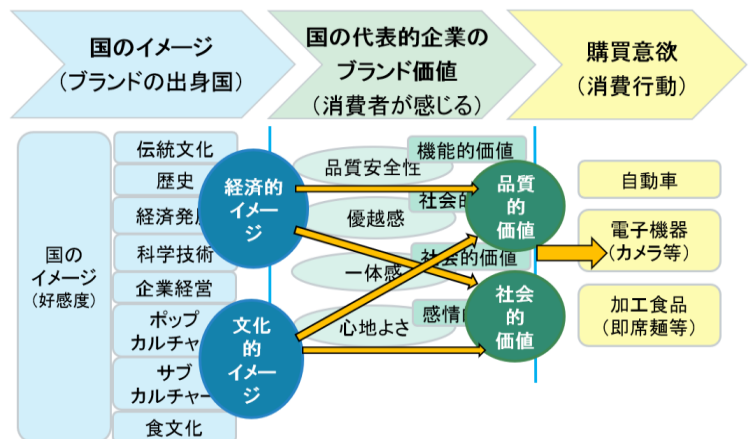 国のイメージ
（ブランドの出身国）
国の代表的企業の
ブランド価値
（消費者が感じる）
購買意欲
（消費行動）
国の
イメージ
（好感度）
伝統文化
歴史
経済発
科学技術
企業経営
ポップ
カルチャ
サブ
カルチャー
食文化
経済的
イメー
ジ
文化
的
イメー
ジ
品質安全性
優越感
一体感
心地よさ
機能的価値
社会的
社会的価値
感情的
品質
的
価値
社会
的
価値
自動車
電子機器
（カメラ等）
加工食品
（即席麺等）